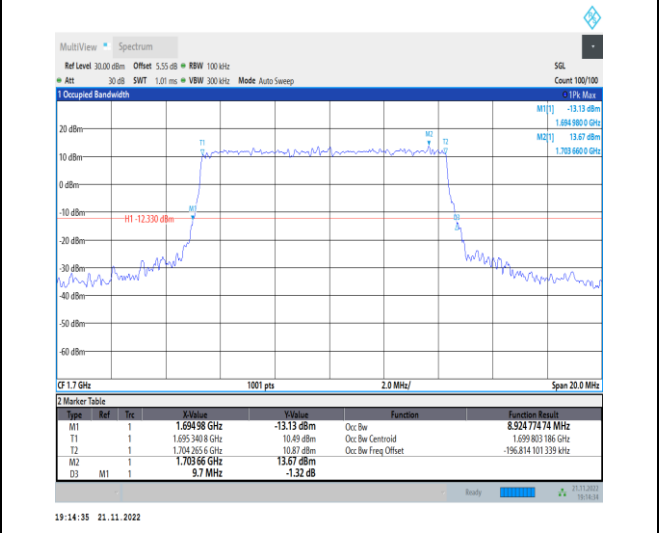 MultiView Spectrum
Ref Level 30.00 dBm Offset 5.55 dB RBW 100 kHz SGL
Att 30 dB SWT 1.01 ms VBW 300 kHz Mode Auto Sweep Count 100/100
1 Occupied Bandwidth 1Pk Max
M1[1] -13.13 dBm
1.694 980 0 GHz
M2[1] 13.67 dBm
1.703 660 0 GHz
20 dBm
M2
T1
T2
10 dBm
0 dBm
-10 dBm
M1
D3
H1 -12.330 dBm
-20 dBm
-30 dBm
-40 dBm
-50 dBm
-60 dBm
CF 1.7 GHz 1001 pts 2.0 MHz/ Span 20.0 MHz
2 Marker Table
Type Ref Trc X-Value Y-Value Function Function Result
M1 1 1.694 98 GHz -13.13 dBm Occ Bw 8.924 774 74 MHz
T1 1 1.695 340 8 GHz 10.49 dBm Occ Bw Centroid 1.699 803 186 GHz
T2 1 1.704 265 6 GHz 10.87 dBm Occ Bw Freq Offset -196.814 101 339 kHz
M2 1 1.703 66 GHz 13.67 dBm
D3 M1 1 9.7 MHz -1.32 dB
Ready 21.11.2022
19:14:34
19:14:35 21.11.2022